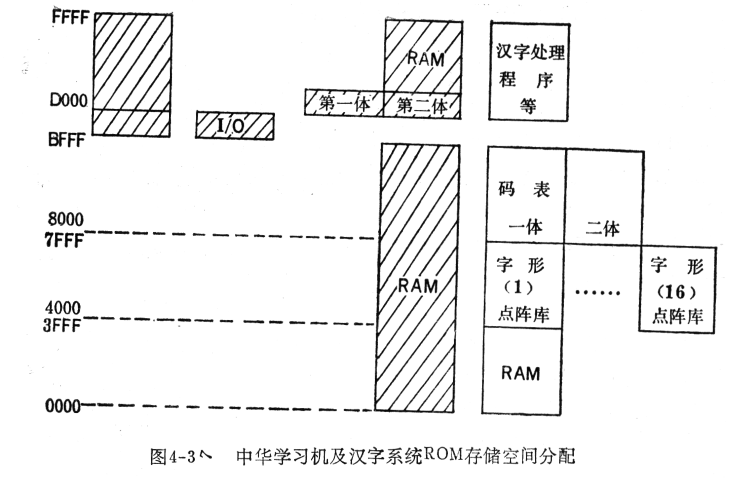 FFFF
D000
BFFF
I/O
第一体
RAM
第二体
汉字处理
程 序
等
8000
7FFF
4000
3FFF
0000
RAM
码 表
一体
二体
字 形
(1)
点阵库
……
字 形
(16)
点阵库
RAM
图4-3 中华学习机及汉字系统ROM存储空间分配